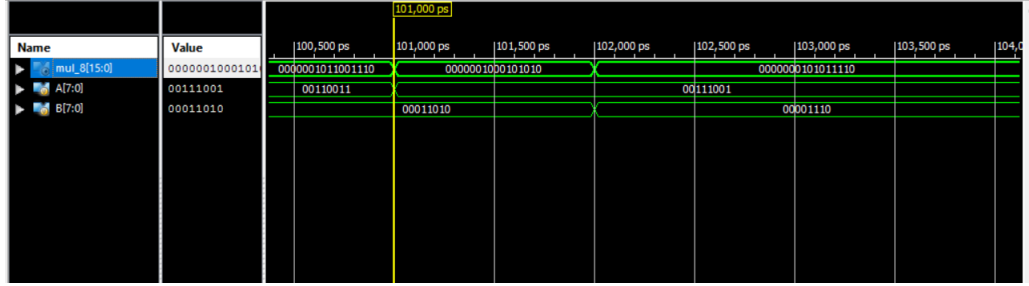 101,000 ps
Name Value 100,500 ps 101,000 ps 101,500 ps 102,000 ps 102,500 ps 103,000 ps 103,500 ps 104,0
mul_8[15:0] 0000001000101 0000001011001110 0000001000101010 0000000101011110
A[7:0] 00111001 00110011 00111001
B[7:0] 00011010 00011010 00001110